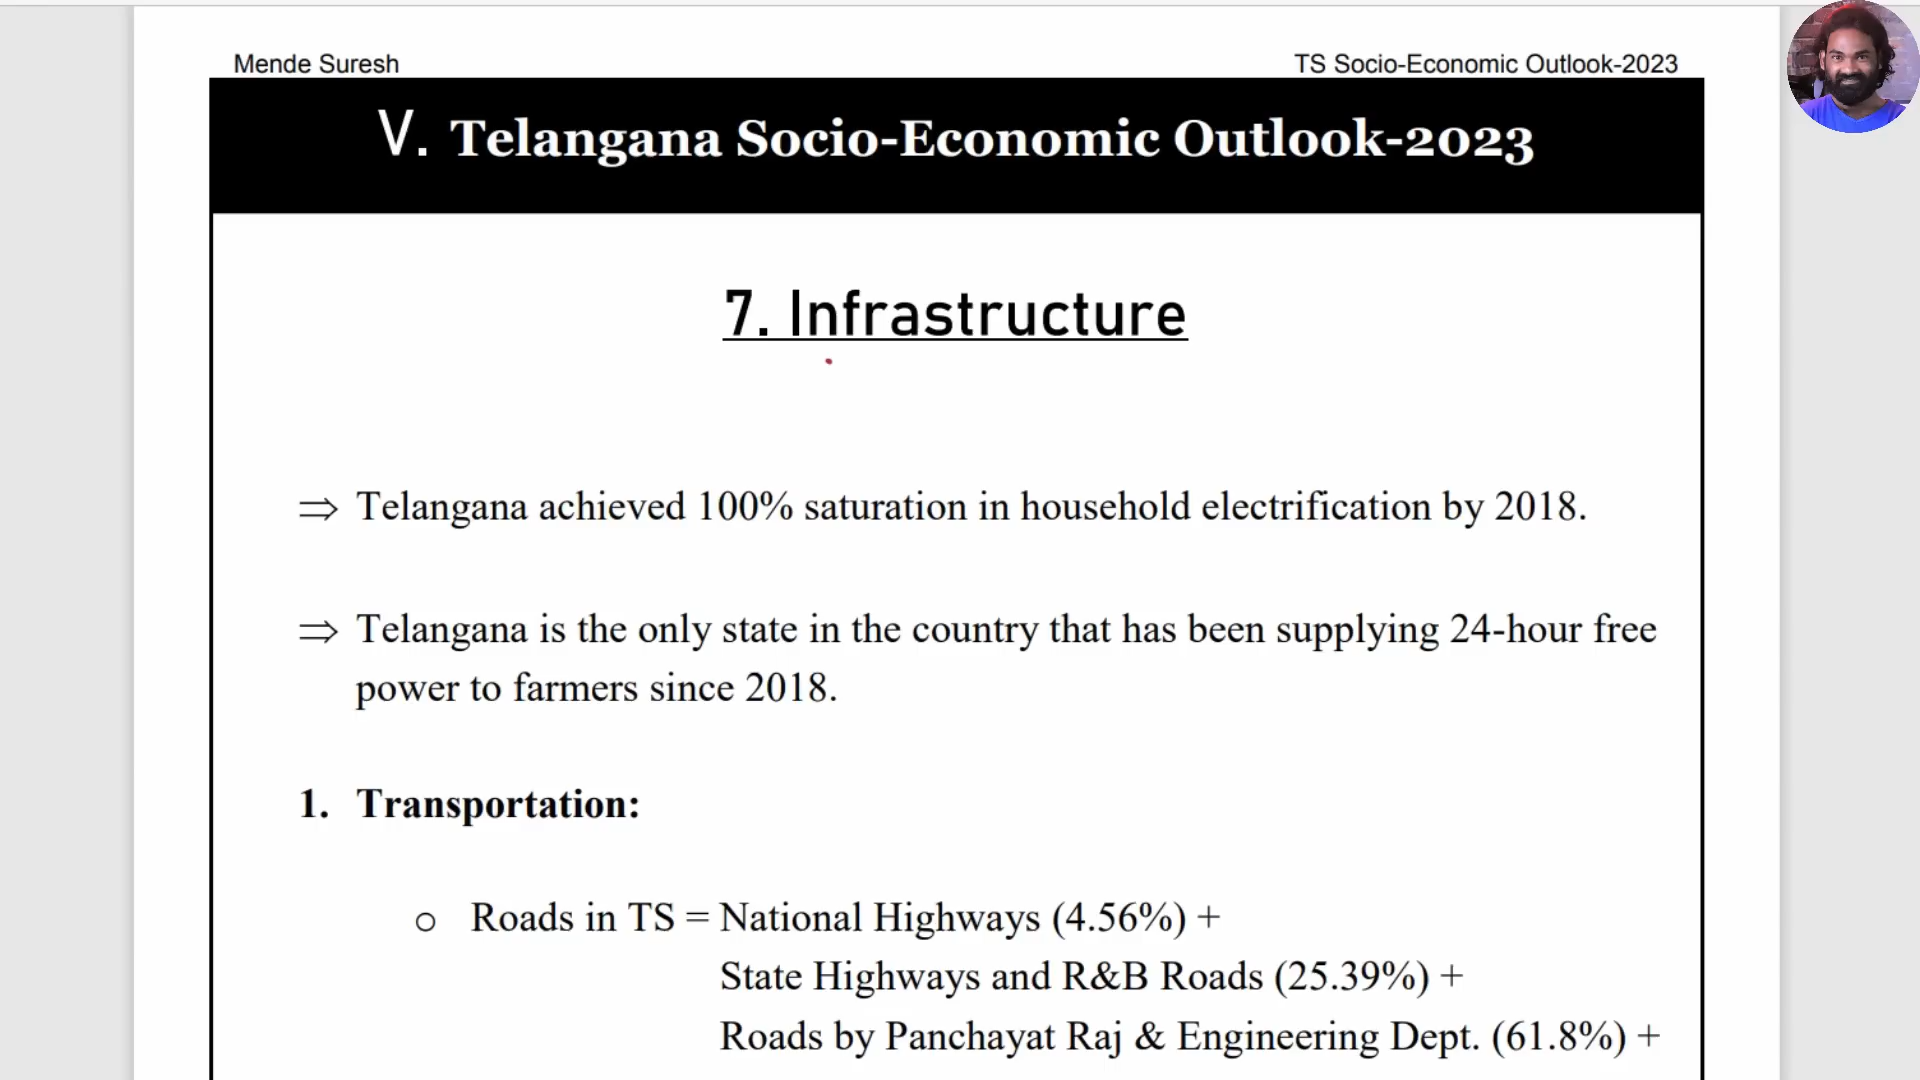 Mende Suresh
TS Socio-Economic Outlook-2023
V. Telangana Socio-Economic Outlook-2023
7. Infrastructure
⇒ Telangana achieved 100% saturation in household electrification by 2018.
⇒ Telangana is the only state in the country that has been supplying 24-hour free
power to farmers since 2018.
1. Transportation:
o Roads in TS = National Highways (4.56%) +
State Highways and R&B Roads (25.39%) +
Roads by Panchayat Raj & Engineering Dept. (61.8%) +